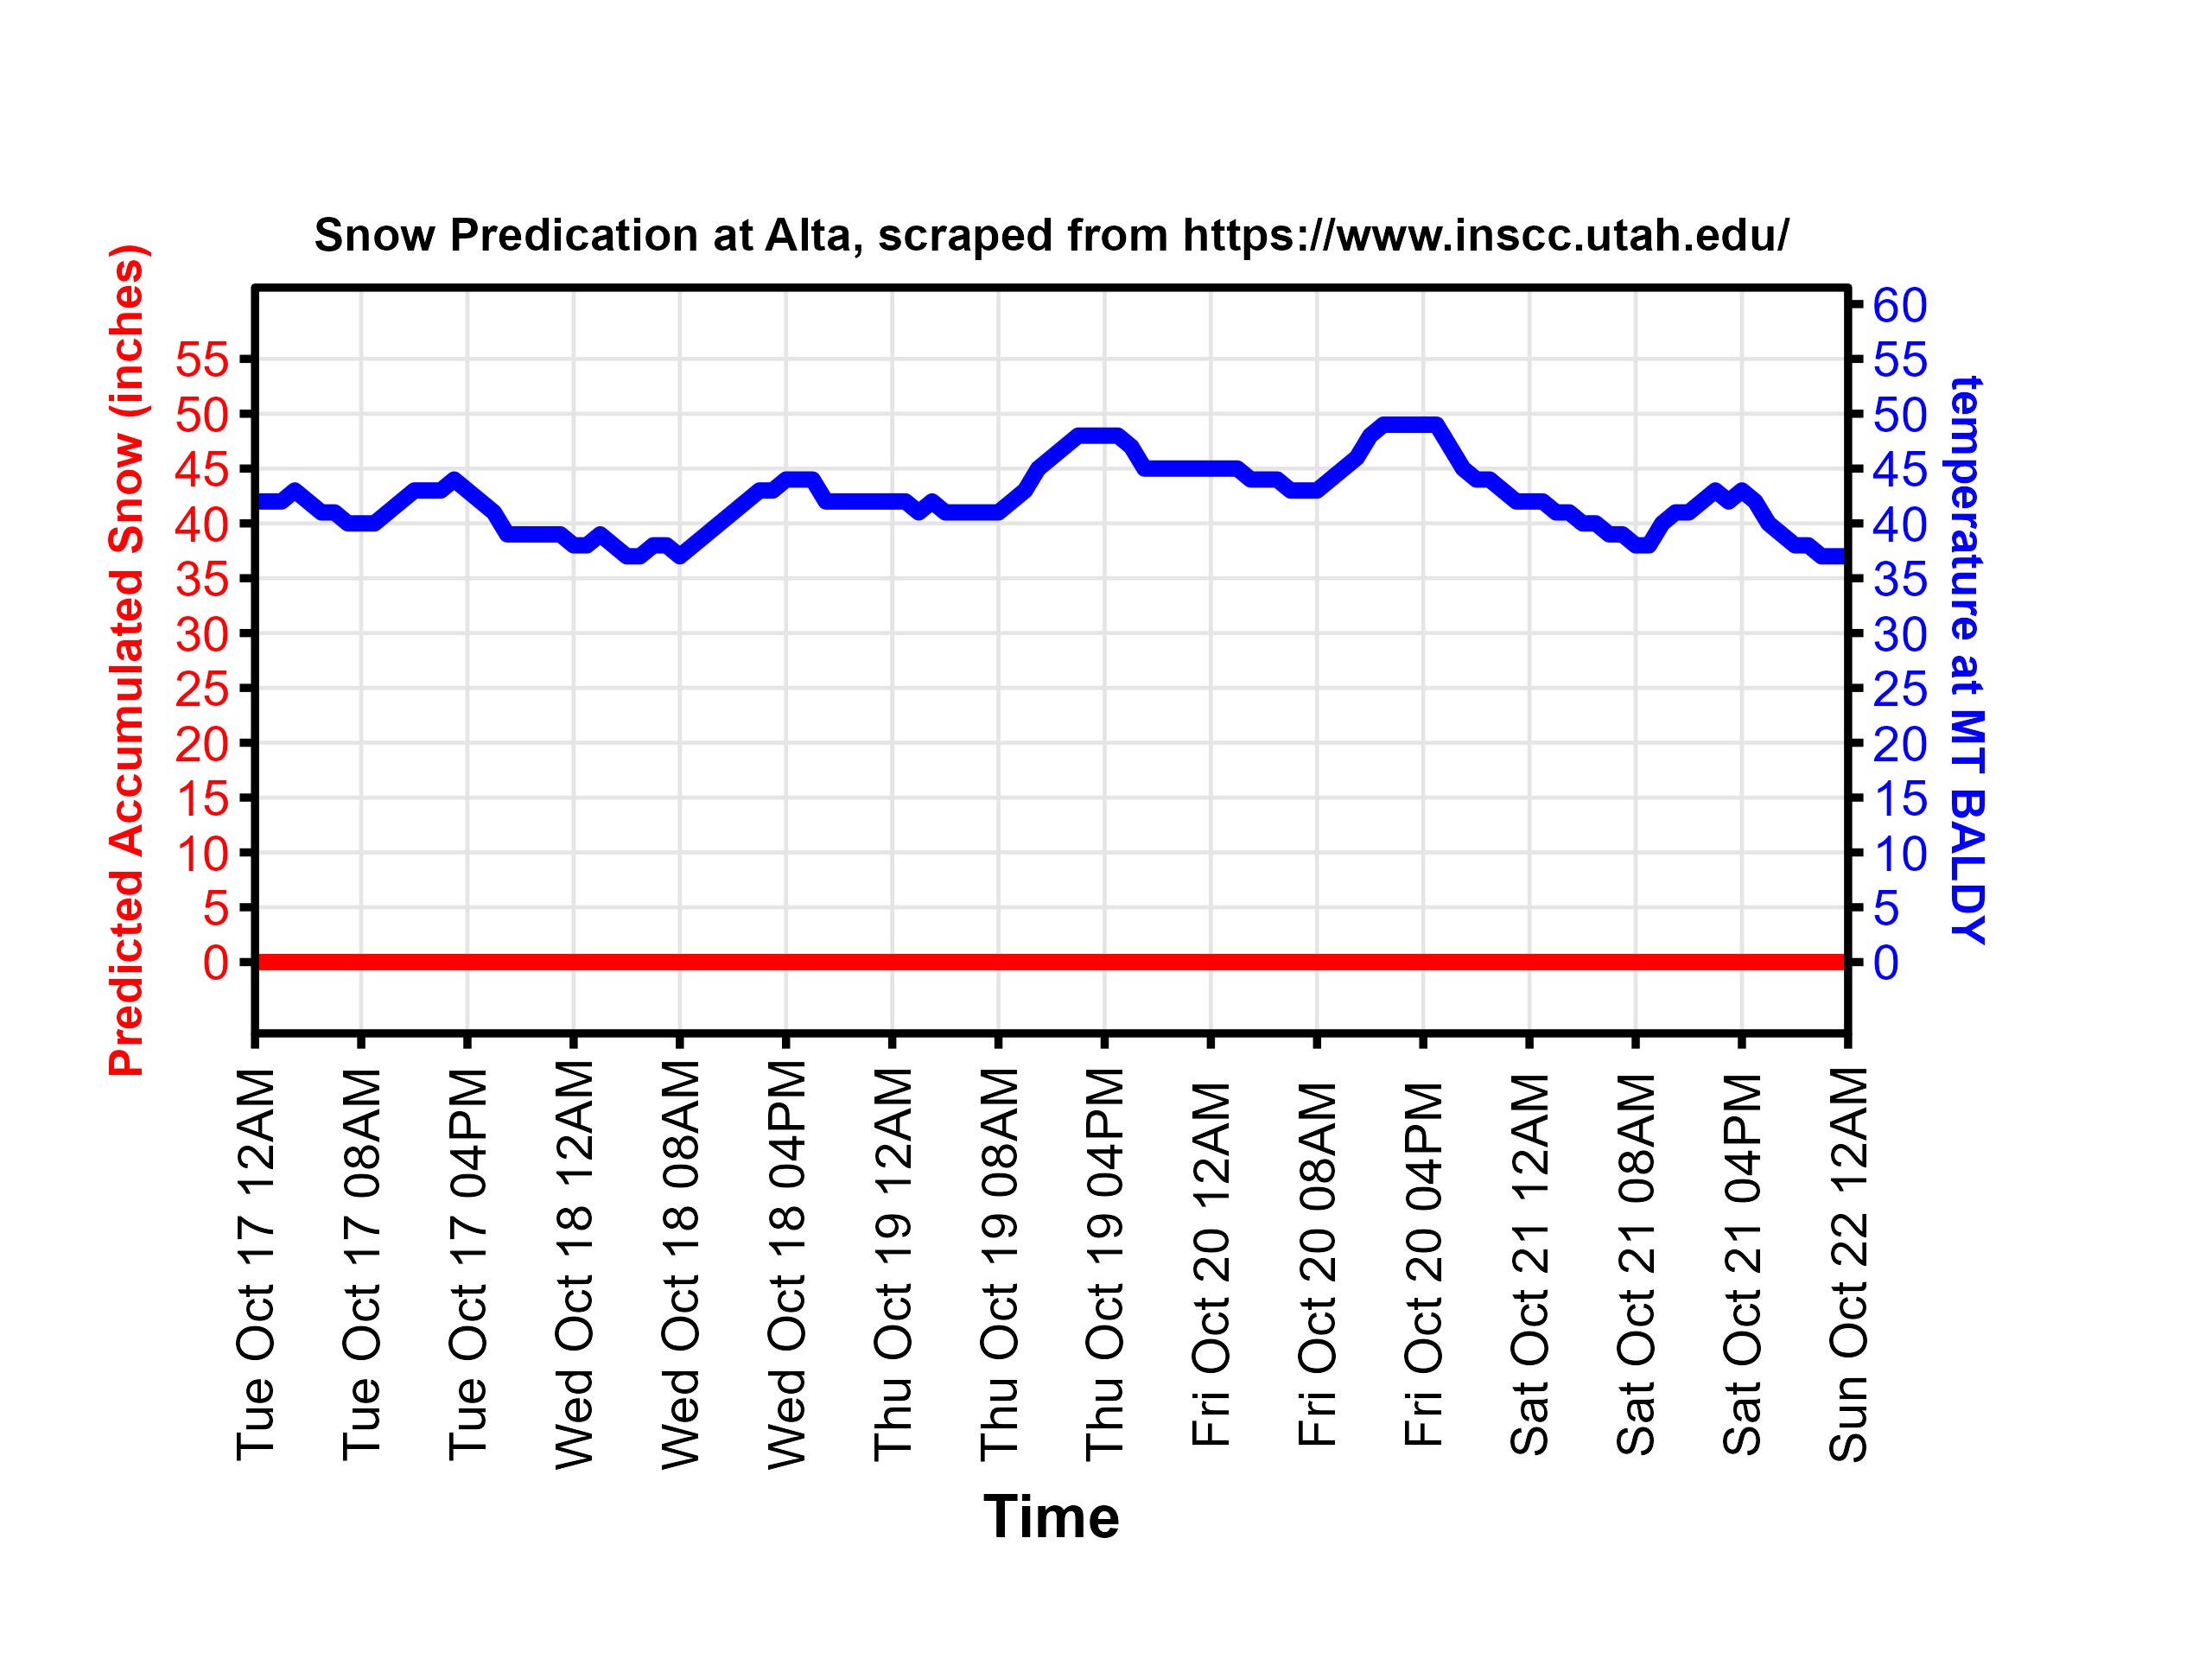 Snow Predication at Alta, scraped from https://www.inscc.utah.edu/
Predicted Accumulated Snow (inches)
55
50
45
40
35
30
25
20
15
10
5
0
60
55
50
45
40
35
30
25
20
15
10
5
0
temperature at MT BALDY
Tue Oct 17 12AM
Tue Oct 17 08AM
Tue Oct 17 04PM
Wed Oct 18 12AM
Wed Oct 18 08AM
Wed Oct 18 04PM
Thu Oct 19 12AM
Thu Oct 19 08AM
Thu Oct 19 04PM
Fri Oct 20 12AM
Fri Oct 20 08AM
Fri Oct 20 04PM
Sat Oct 21 12AM
Sat Oct 21 08AM
Sat Oct 21 04PM
Sun Oct 22 12AM
Time